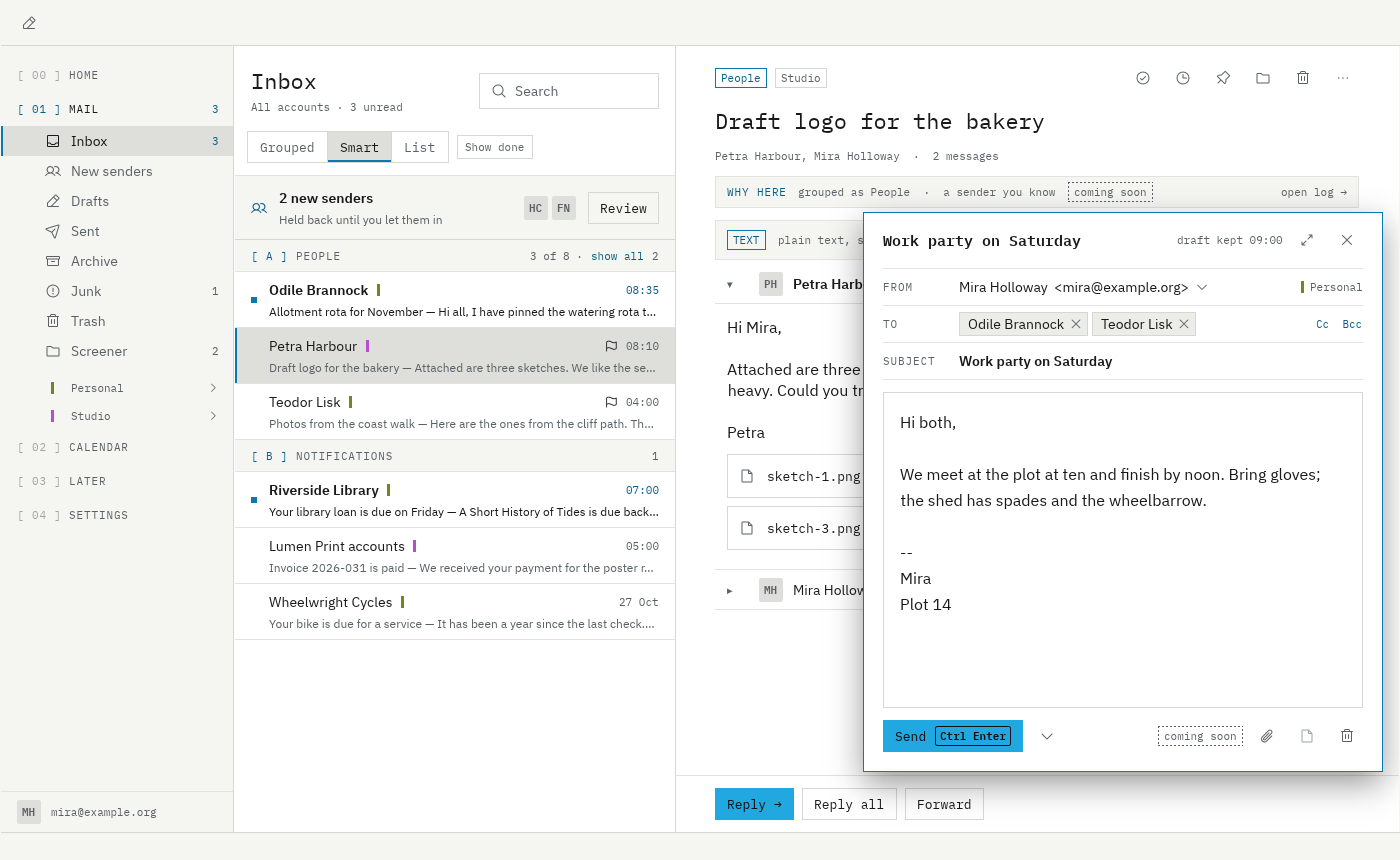 [ 00 ] HOME
[ 01 ] MAIL 3
Inbox 3
New senders
Drafts
Sent
Archive
Junk 1
Trash
Screener 2
Personal
Studio
[ 02 ] CALENDAR
[ 03 ] LATER
[ 04 ] SETTINGS
MH mira@example.org
Inbox
All accounts · 3 unread
Search
Grouped Smart List Show done
2 new senders
Held back until you let them in
HC FN Review
[ A ] PEOPLE 3 of 8 · show all 2
Odile Brannock 08:35
Allotment rota for November — Hi all, I have pinned the watering rota t…
Petra Harbour 08:10
Draft logo for the bakery — Attached are three sketches. We like the se…
Teodor Lisk 04:00
Photos from the coast walk — Here are the ones from the cliff path. Th…
[ B ] NOTIFICATIONS 1
Riverside Library 07:00
Your library loan is due on Friday — A Short History of Tides is due back…
Lumen Print accounts 05:00
Invoice 2026-031 is paid — We received your payment for the poster r…
Wheelwright Cycles 27 Oct
Your bike is due for a service — It has been a year since the last check.…
People Studio
Draft logo for the bakery
Petra Harbour, Mira Holloway · 2 messages
WHY HERE grouped as People · a sender you know coming soon open log →
TEXT plain text, s
PH Petra Harb
Hi Mira,
Attached are three
heavy. Could you tr
Petra
sketch-1.png
sketch-3.png
MH Mira Hollow
Reply → Reply all Forward
Work party on Saturday draft kept 09:00
FROM Mira Holloway <mira@example.org> Personal
TO Odile Brannock Teodor Lisk Cc Bcc
SUBJECT Work party on Saturday
Hi both,
We meet at the plot at ten and finish by noon. Bring gloves;
the shed has spades and the wheelbarrow.
--
Mira
Plot 14
Send Ctrl Enter coming soon